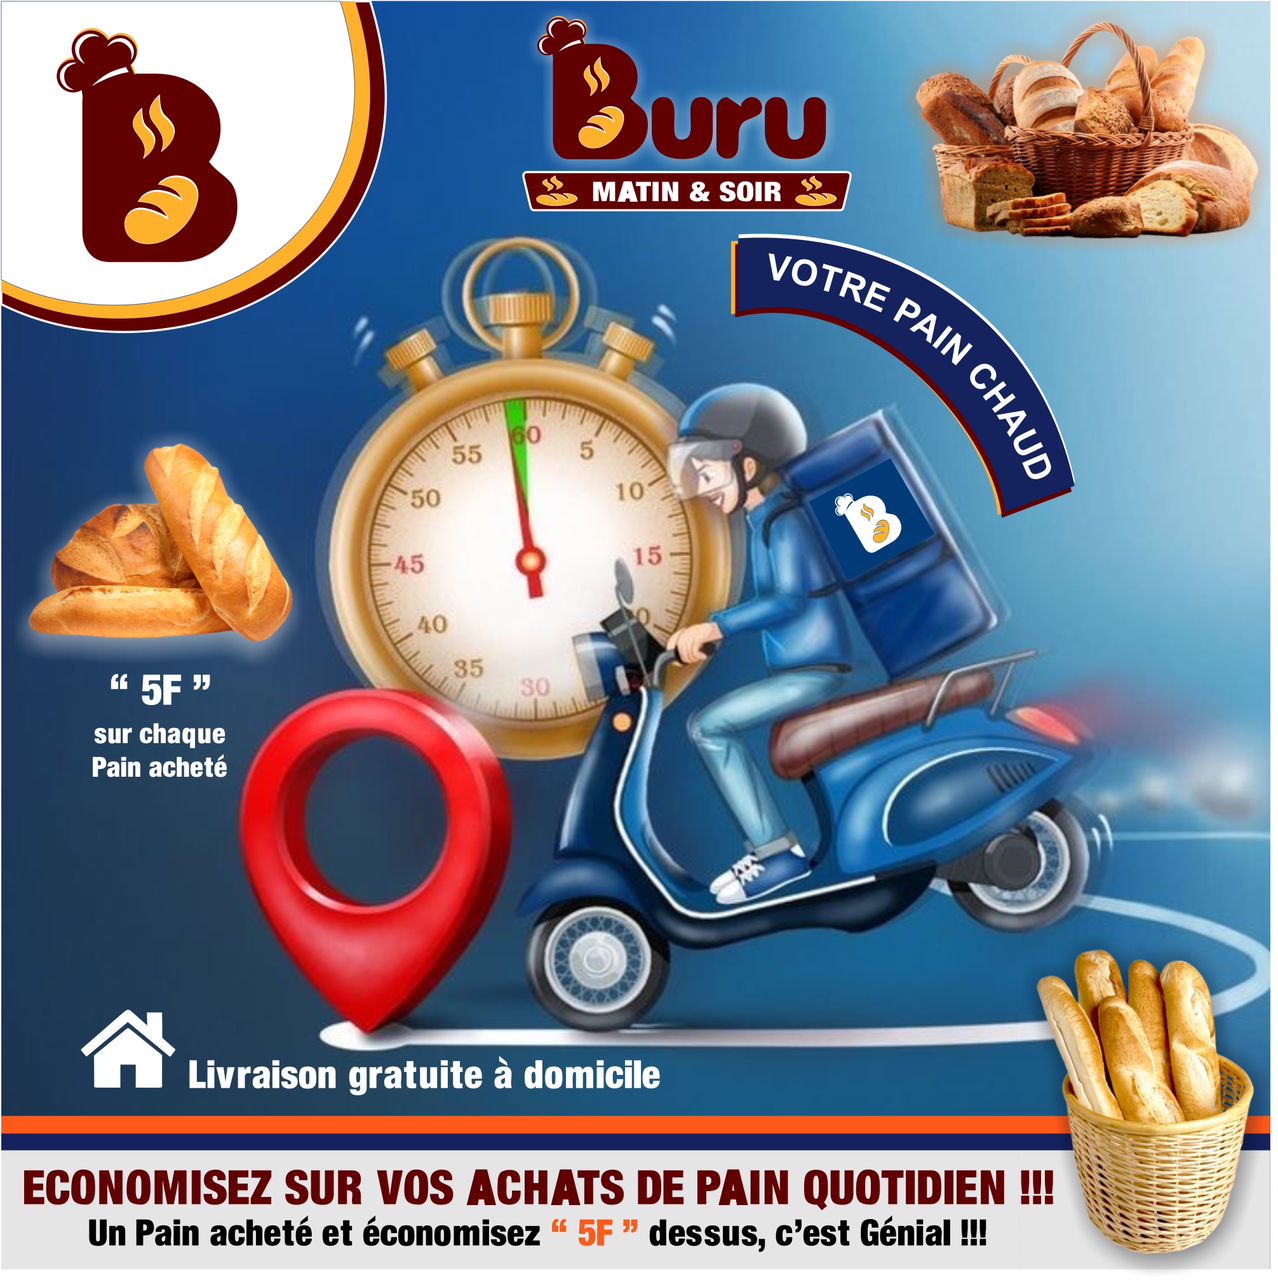 Buru
MATIN & SOIR
VOTRE PAIN CHAUD
60
55
5
50
10
45
15
40
35
30
“ 5F ”
sur chaque
Pain acheté
Livraison gratuite à domicile
ECONOMISEZ SUR VOS ACHATS DE PAIN QUOTIDIEN !!!
Un Pain acheté et économisez “ 5F ” dessus, c’est Génial !!!